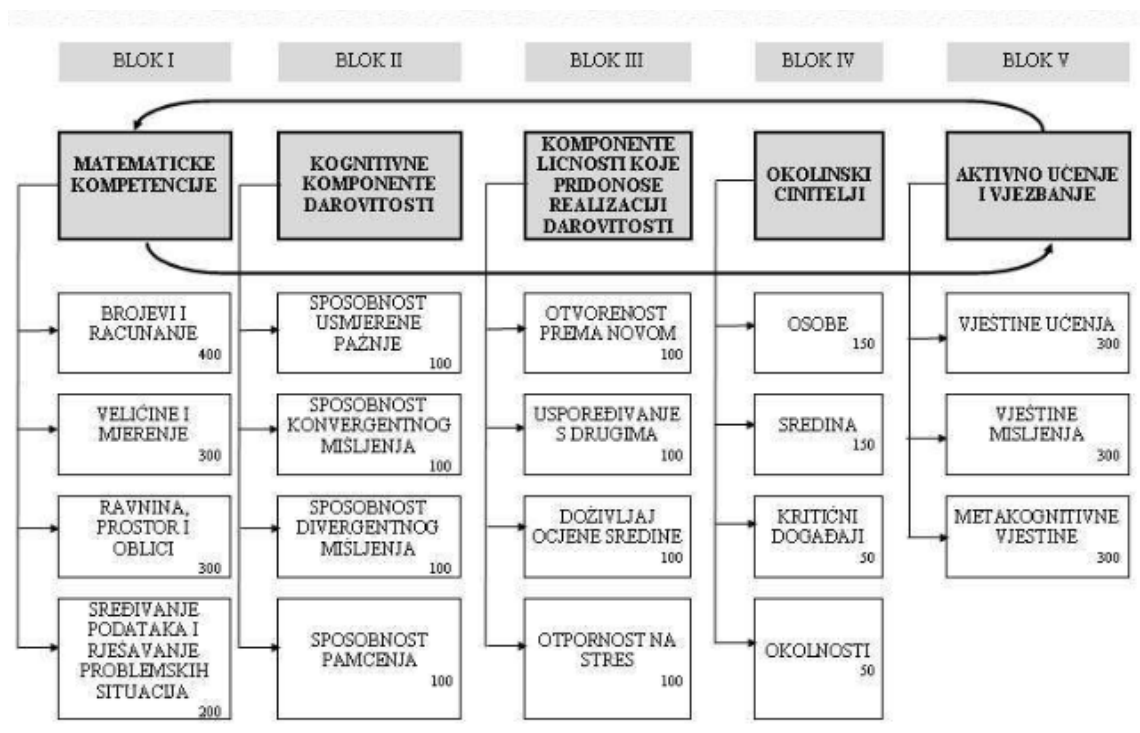 BLOK I
BLOK II
BLOK III
BLOK IV
BLOK V
MATEMATICKE
KOMPETENCIJE
KOGNITIVNE
KOMPONENTE
DAROVITOSTI
KOMPONENTE
LICNOSTI KOJE
PRIDONOSE
REALIZACIJI
DAROVITOSTI
OKOLINSKI
CINITELJI
AKTIVNO UČENJE
I VJEZBANJE
BROJEVI I
RACUNANJE
400
SPOSOBNOST
USMJERENE
PAŽNJE
100
OTVORENOST
PREMA NOVOM
100
OSOBE
150
VJEŠTINE UČENJA
300
VELIČINE I
MJERENJE
300
SPOSOBNOST
KONVERGENTNOG
MIŠLJENJA
100
USPOREĐIVANJE
S DRUGIMA
100
SREDINA
150
VJEŠTINE
MISLJENJA
300
RAVNINA,
PROSTOR I
OBLICI
300
SPOSOBNOST
DIVERGENTNOG
MIŠLJENJA
100
DOŽIVLJAJ
OCJENE SREDINE
100
KRITIČNI
DOGAĐAJI
50
METAKOGNITIVNE
VJESTINE
300
SREĐIVANJE
PODATAKA I
RJEŠAVANJE
PROBLEMSKIH
SITUACIJA
200
SPOSOBNOST
PAMCENJA
100
OTPORNOST NA
STRES
100
OKOLNOSTI
50